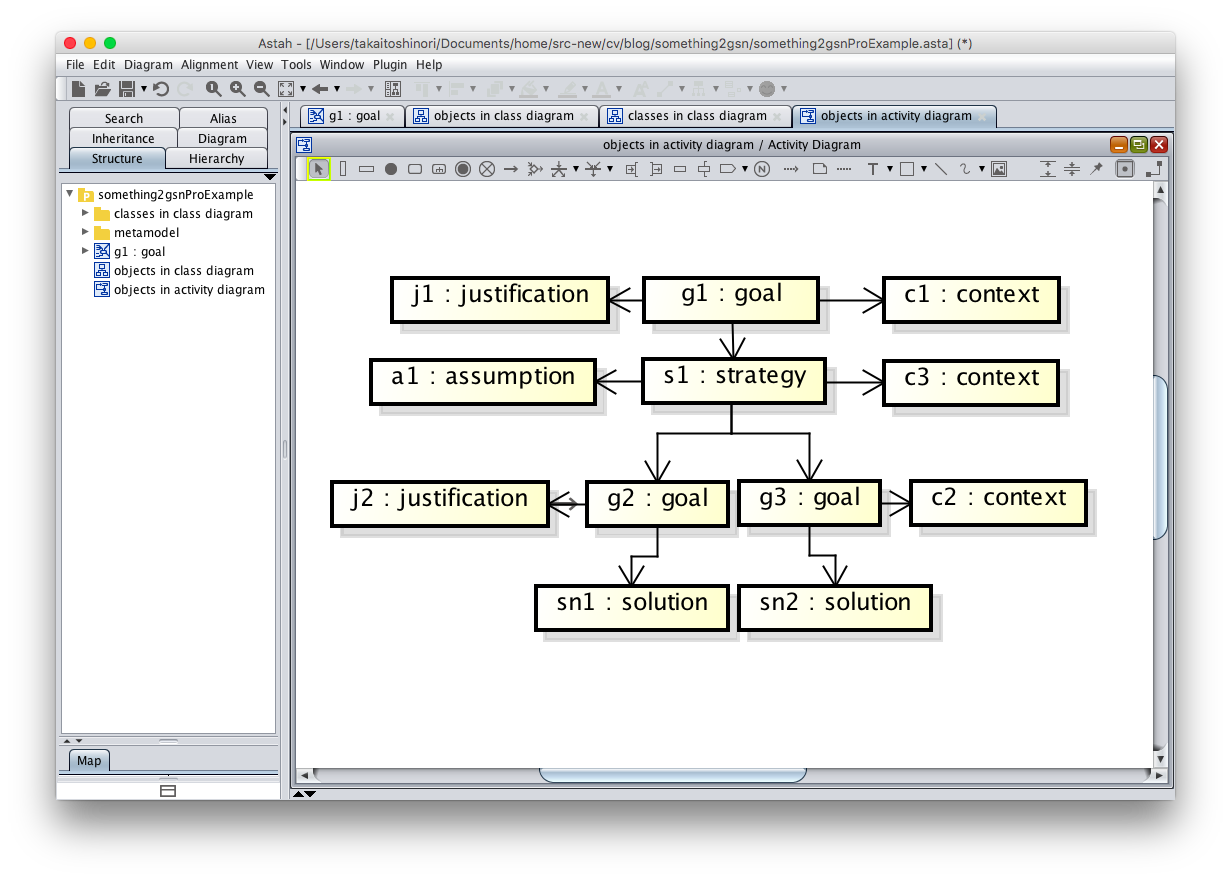 Astah - [/Users/takaitoshinori/Documents/home/src-new/cv/blog/something2gsn/something2gsnProExample.asta] (*)
File Edit Diagram Alignment View Tools Window Plugin Help
Search Alias
Inheritance Diagram
Structure Hierarchy
something2gsnProExample
classes in class diagram
metamodel
g1 : goal
objects in class diagram
objects in activity diagram
Map
g1 : goal objects in class diagram classes in class diagram objects in activity diagram
objects in activity diagram / Activity Diagram
N T
j1 : justification g1 : goal c1 : context
a1 : assumption s1 : strategy c3 : context
j2 : justification g2 : goal g3 : goal c2 : context
sn1 : solution sn2 : solution